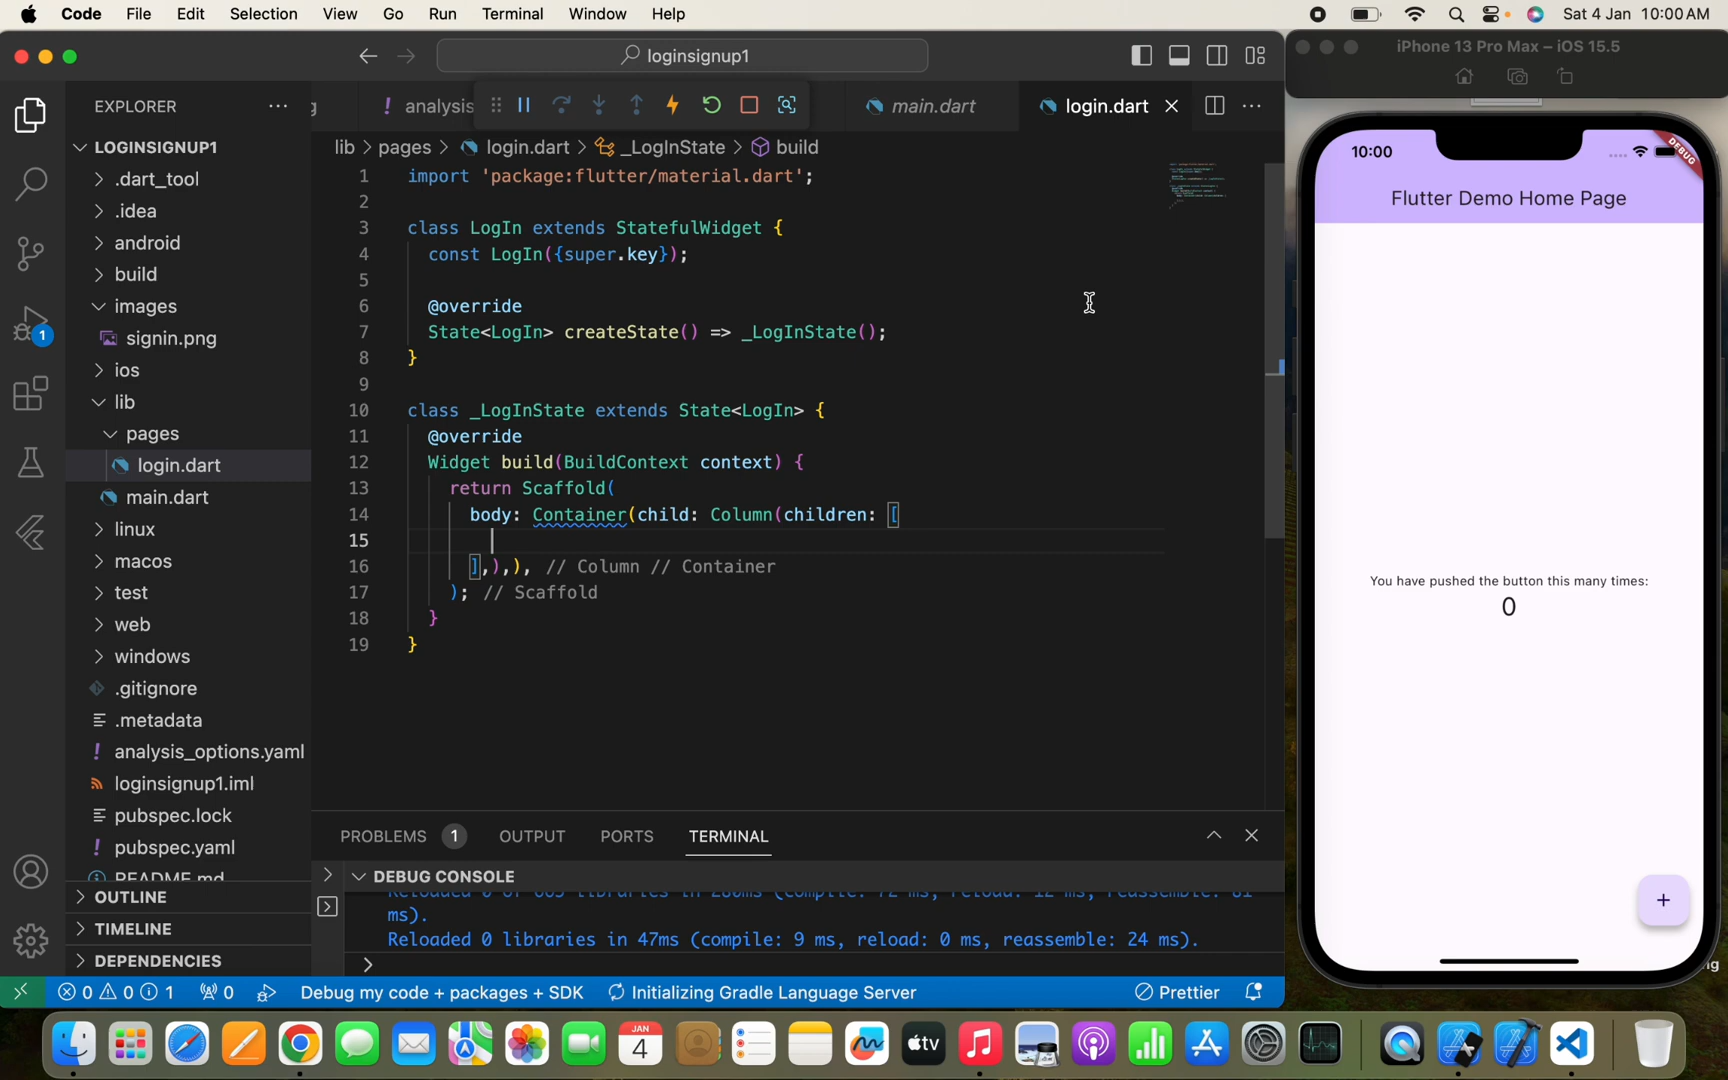 Code File Edit Selection View Go Run Terminal Window Help Sat 4 Jan 10:00 AM
loginsignup1
iPhone 13 Pro Max – iOS 15.5
EXPLORER
LOGINSIGNUP1
.dart_tool
.idea
android
build
images
signin.png
ios
lib
pages
login.dart
main.dart
linux
macos
test
web
windows
.gitignore
.metadata
analysis_options.yaml
loginsignup1.iml
pubspec.lock
pubspec.yaml
README.md
OUTLINE
TIMELINE
DEPENDENCIES
1
g ! analysis main.dart login.dart
lib > pages > login.dart > _LogInState > build
1 import 'package:flutter/material.dart';
2
3 class LogIn extends StatefulWidget {
4 const LogIn({super.key});
5
6 @override
7 State<LogIn> createState() => _LogInState();
8 }
9
10 class _LogInState extends State<LogIn> {
11 @override
12 Widget build(BuildContext context) {
13 return Scaffold(
14 body: Container(child: Column(children: [
15
16 ],),), // Column // Container
17 ); // Scaffold
18 }
19 }
PROBLEMS 1 OUTPUT PORTS TERMINAL
DEBUG CONSOLE
ms).
Reloaded 0 libraries in 47ms (compile: 9 ms, reload: 0 ms, reassemble: 24 ms).
0 0 1 0 Debug my code + packages + SDK Initializing Gradle Language Server Prettier
10:00
DEBUG
Flutter Demo Home Page
You have pushed the button this many times:
0
+
ng
JAN
4
tv